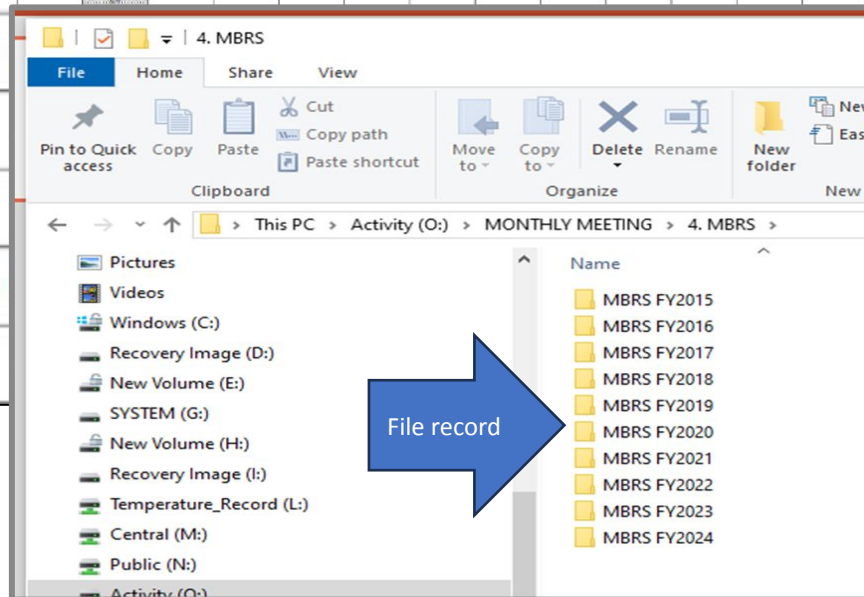 4. MBRS
File Home Share View
Pin to Quick access
Copy
Paste
Cut
Copy path
Paste shortcut
Move to
Copy to
Delete
Rename
New folder
New
Eas
Clipboard
Organize
New
This PC > Activity (O:) > MONTHLY MEETING > 4. MBRS >
Pictures
Videos
Windows (C:)
Recovery Image (D:)
New Volume (E:)
SYSTEM (G:)
New Volume (H:)
Recovery Image (I:)
Temperature_Record (L:)
Central (M:)
Public (N:)
Activity (O:)
File record
Name
MBRS FY2015
MBRS FY2016
MBRS FY2017
MBRS FY2018
MBRS FY2019
MBRS FY2020
MBRS FY2021
MBRS FY2022
MBRS FY2023
MBRS FY2024